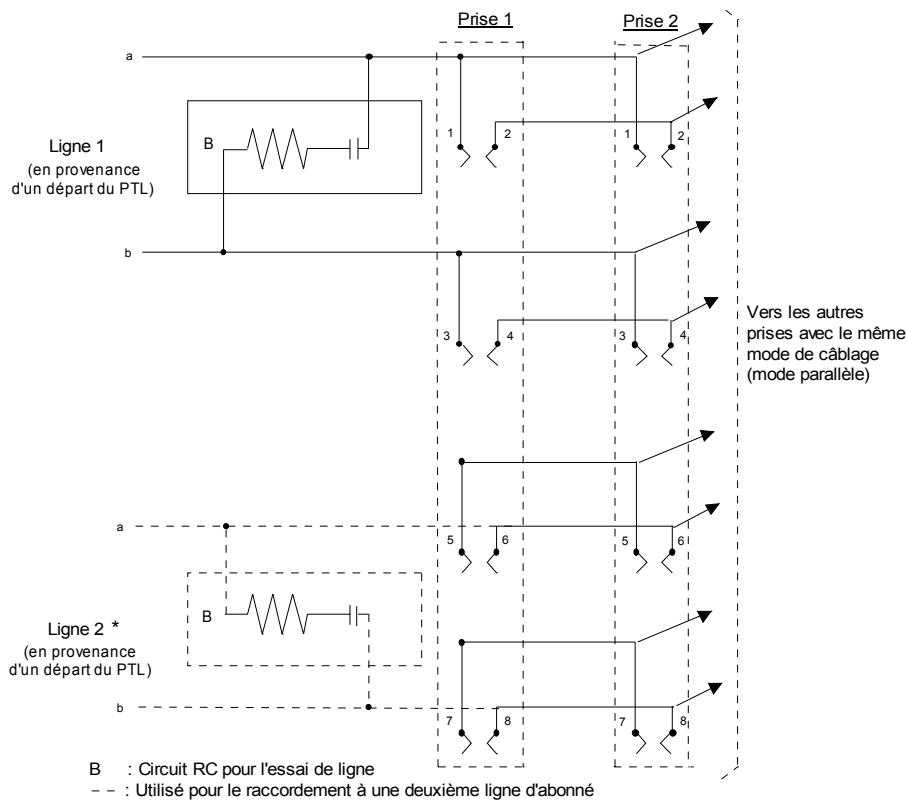 Prise 1
Prise 2
a
B
Ligne 1
(en provenance
d'un départ du PTL)
1
2
1
2
b
3
4
3
4
Vers les autres
prises avec le même
mode de câblage
(mode parallèle)
a
5
6
5
6
B
Ligne 2 *
(en provenance
d'un départ du PTL)
b
7
8
7
8
B : Circuit RC pour l'essai de ligne
– – : Utilisé pour le raccordement à une deuxième ligne d'abonné